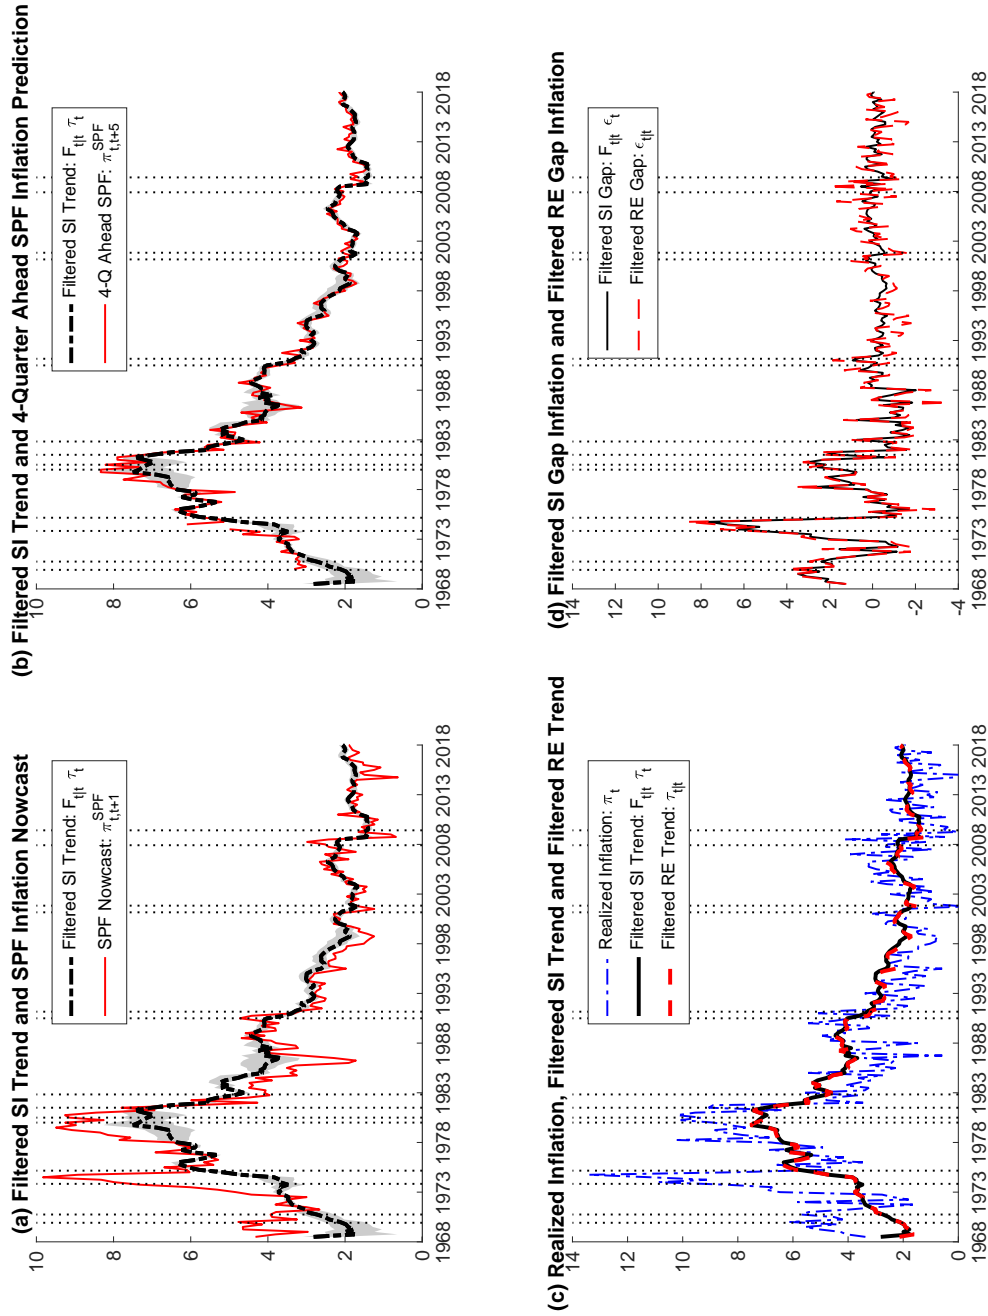 (a) Filtered SI Trend and SPF Inflation Nowcast
10
8
6
4
2
0
1968 1973 1978 1983 1988 1993 1998 2003 2008 2013 2018
Filtered SI Trend: F_{t|t} τ_t
SPF Nowcast: π_{t,t+1}^{SPF}
(b) Filtered SI Trend and 4-Quarter Ahead SPF Inflation Prediction
10
8
6
4
2
0
1968 1973 1978 1983 1988 1993 1998 2003 2008 2013 2018
Filtered SI Trend: F_{t|t} τ_t
4-Q Ahead SPF: π_{t,t+5}^{SPF}
(c) Realized Inflation, Filtereed SI Trend and Filtered RE Trend
14
12
10
8
6
4
2
0
1968 1973 1978 1983 1988 1993 1998 2003 2008 2013 2018
Realized Inflation: π_t
Filtered SI Trend: F_{t|t} τ_t
Filtered RE Trend: τ_{t|t}
(d) Filtered SI Gap Inflation and Filtered RE Gap Inflation
14
12
10
8
6
4
2
0
-2
-4
1968 1973 1978 1983 1988 1993 1998 2003 2008 2013 2018
Filtered SI Gap: F_{t|t} ϵ_t
Filtered RE Gap: ϵ_{t|t}